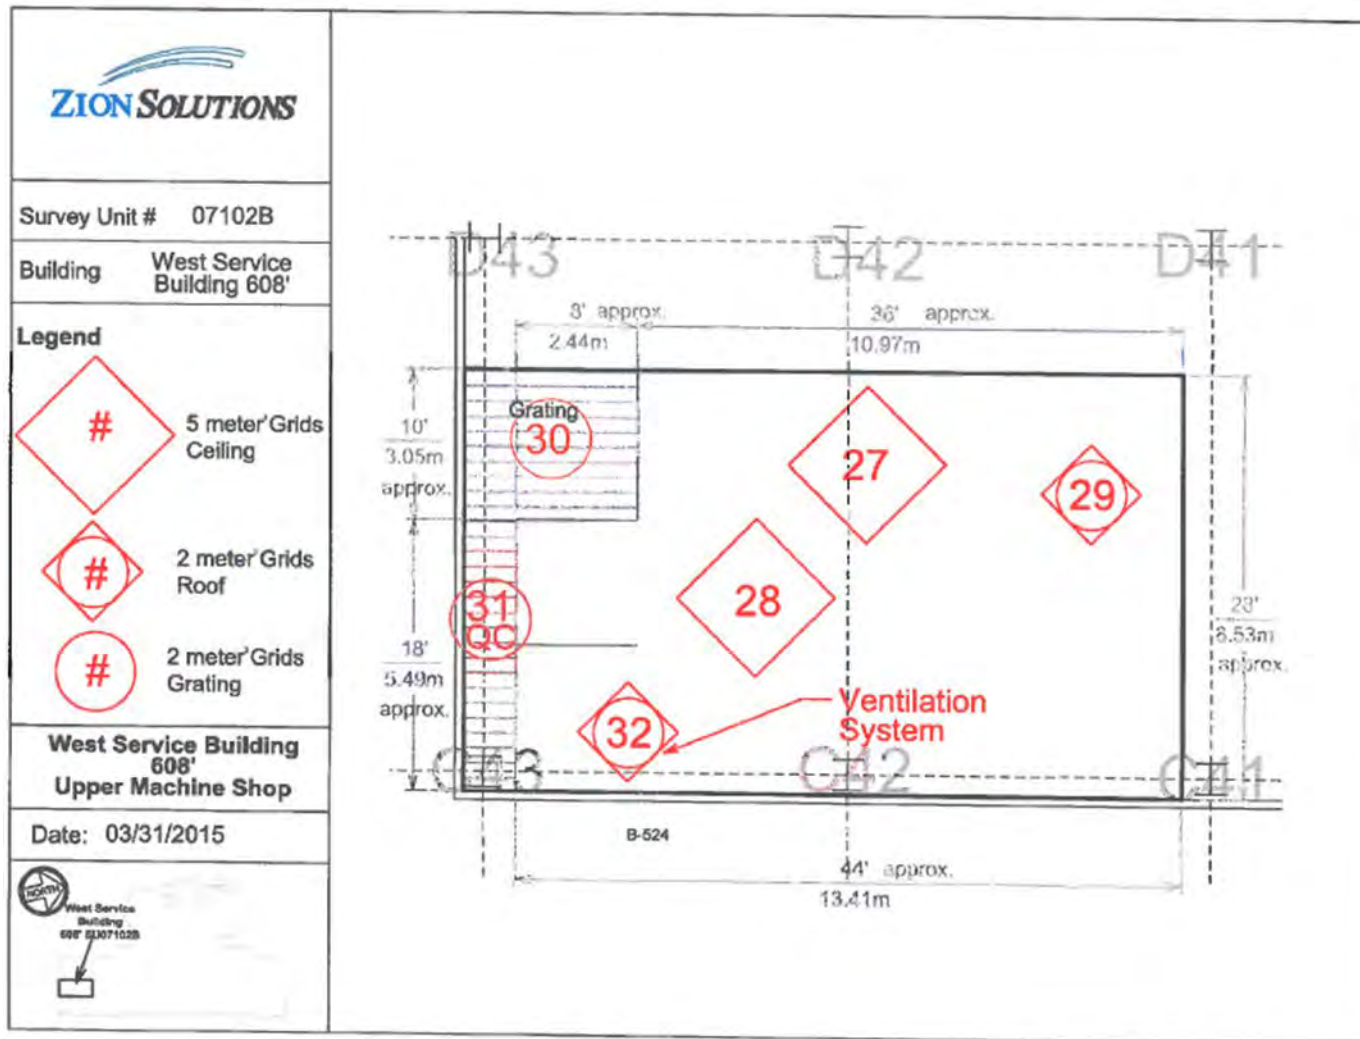 ZION SOLUTIONS
Survey Unit # 07102B
Building West Service
Building 608'
Legend
# 5 meter'Grids
Ceiling
# 2 meter'Grids
Roof
# 2 meter'Grids
Grating
West Service Building
608'
Upper Machine Shop
Date: 03/31/2015
NORTH
West Service
Building
608' SU07102B
D43 D42 D41
8' approx. 36' approx.
2.44m 10.97m
10'
3.05m
approx.
Grating
30
27
29
28
31
QC
18'
5.49m
approx.
32
Ventilation
System
28'
8.53m
approx.
C43 C42 C41
B-524
44' approx.
13.41m